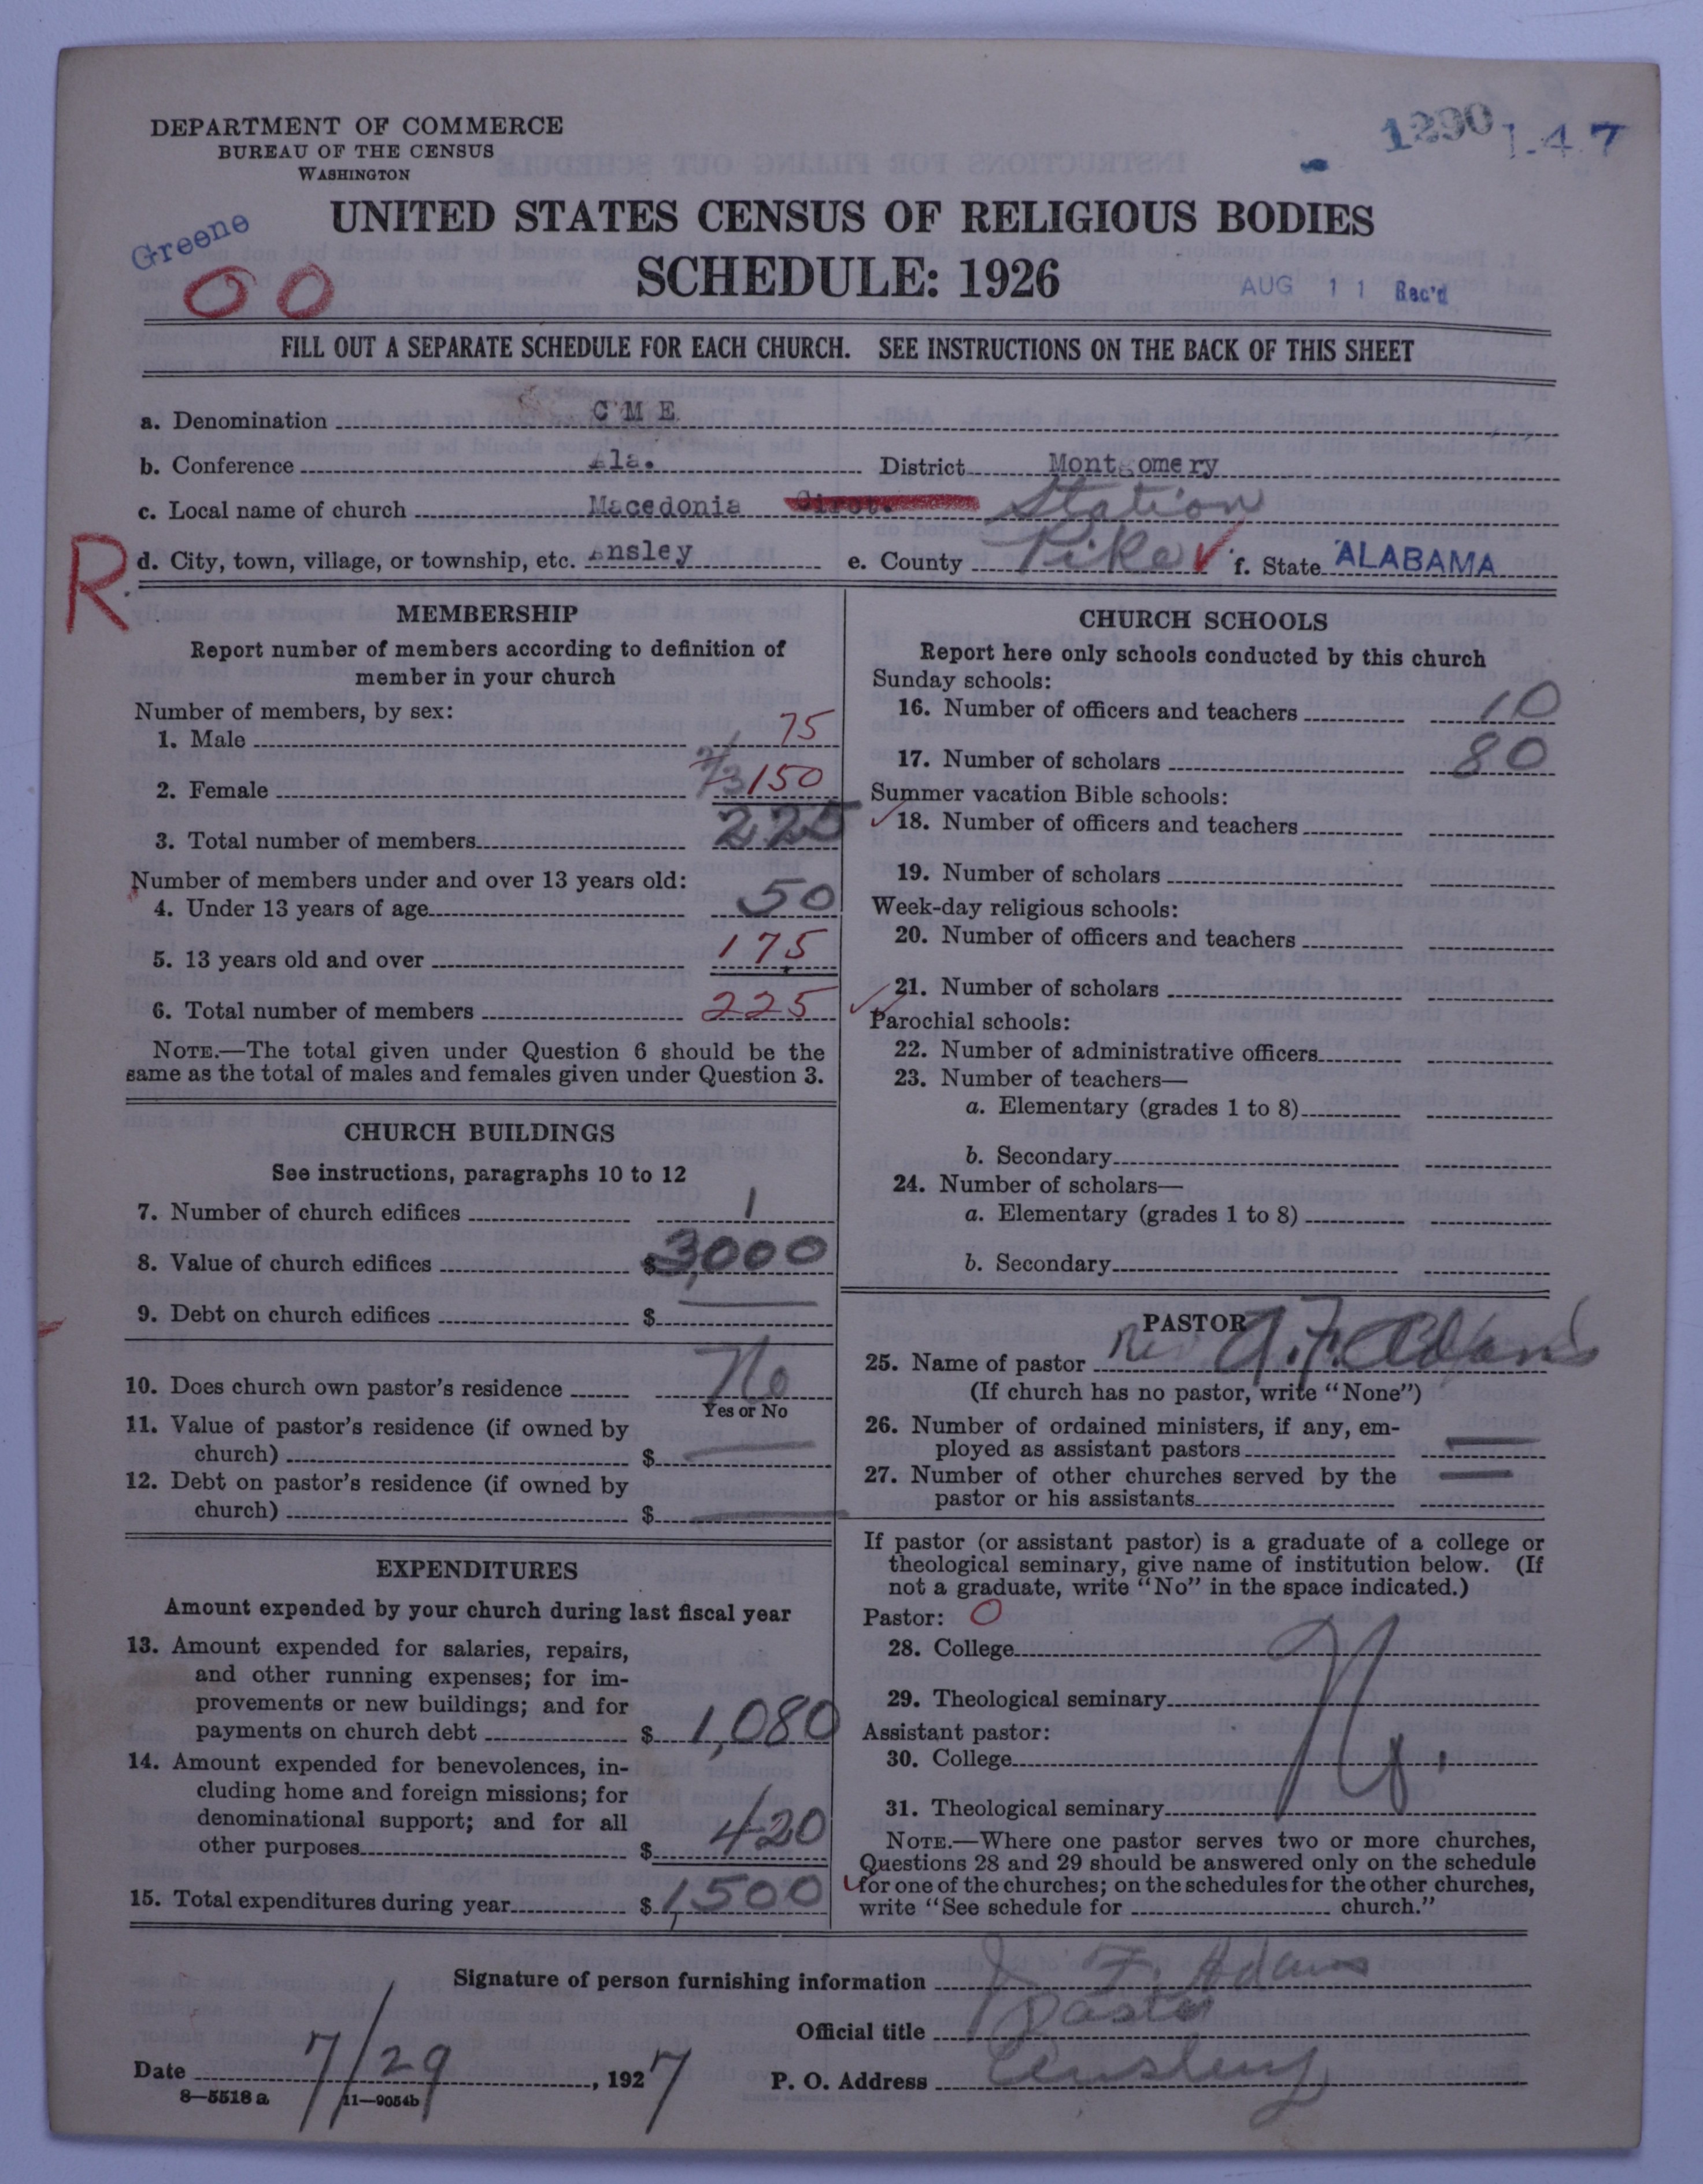 DEPARTMENT OF COMMERCE
BUREAU OF THE CENSUS
WASHINGTON
1290 1-47
Greene
00
UNITED STATES CENSUS OF RELIGIOUS BODIES
SCHEDULE: 1926
AUG 11 Rec'd
FILL OUT A SEPARATE SCHEDULE FOR EACH CHURCH. SEE INSTRUCTIONS ON THE BACK OF THIS SHEET
a. Denomination C M E
b. Conference Ala. District Montgomery
c. Local name of church Macedonia Circt. Station
R
d. City, town, village, or township, etc. Ansley e. County Pike ✓ f. State ALABAMA
MEMBERSHIP
Report number of members according to definition of
member in your church
Number of members, by sex:
1. Male 75
2. Female 150
3. Total number of members 225
Number of members under and over 13 years old:
4. Under 13 years of age 50
5. 13 years old and over 175
6. Total number of members 225
NOTE.—The total given under Question 6 should be the
same as the total of males and females given under Question 3.
CHURCH BUILDINGS
See instructions, paragraphs 10 to 12
7. Number of church edifices 1
8. Value of church edifices $3,000
9. Debt on church edifices $
10. Does church own pastor's residence No
Yes or No
11. Value of pastor's residence (if owned by
church) $
12. Debt on pastor's residence (if owned by
church) $
EXPENDITURES
Amount expended by your church during last fiscal year
13. Amount expended for salaries, repairs,
and other running expenses; for im-
provements or new buildings; and for
payments on church debt $ 1,080
14. Amount expended for benevolences, in-
cluding home and foreign missions; for
denominational support; and for all
other purposes $ 420
15. Total expenditures during year $ 1,500
CHURCH SCHOOLS
Report here only schools conducted by this church
Sunday schools:
16. Number of officers and teachers 10
17. Number of scholars 80
Summer vacation Bible schools:
✓ 18. Number of officers and teachers
19. Number of scholars
Week-day religious schools:
20. Number of officers and teachers
✓ 21. Number of scholars
Parochial schools:
22. Number of administrative officers
23. Number of teachers—
a. Elementary (grades 1 to 8)
b. Secondary
24. Number of scholars—
a. Elementary (grades 1 to 8)
b. Secondary
PASTOR
25. Name of pastor Rev. J. F. Adams
(If church has no pastor, write "None")
26. Number of ordained ministers, if any, em-
ployed as assistant pastors —
27. Number of other churches served by the
pastor or his assistants —
If pastor (or assistant pastor) is a graduate of a college or
theological seminary, give name of institution below. (If
not a graduate, write "No" in the space indicated.)
Pastor: 0
28. College
29. Theological seminary
Assistant pastor:
30. College
31. Theological seminary
NOTE.—Where one pastor serves two or more churches,
Questions 28 and 29 should be answered only on the schedule
for one of the churches; on the schedules for the other churches,
write "See schedule for church."
Signature of person furnishing information J. F. Adams
Official title Pastor
Date 7/29, 1927 P. O. Address Ansley
8—5518 a 11—9054b